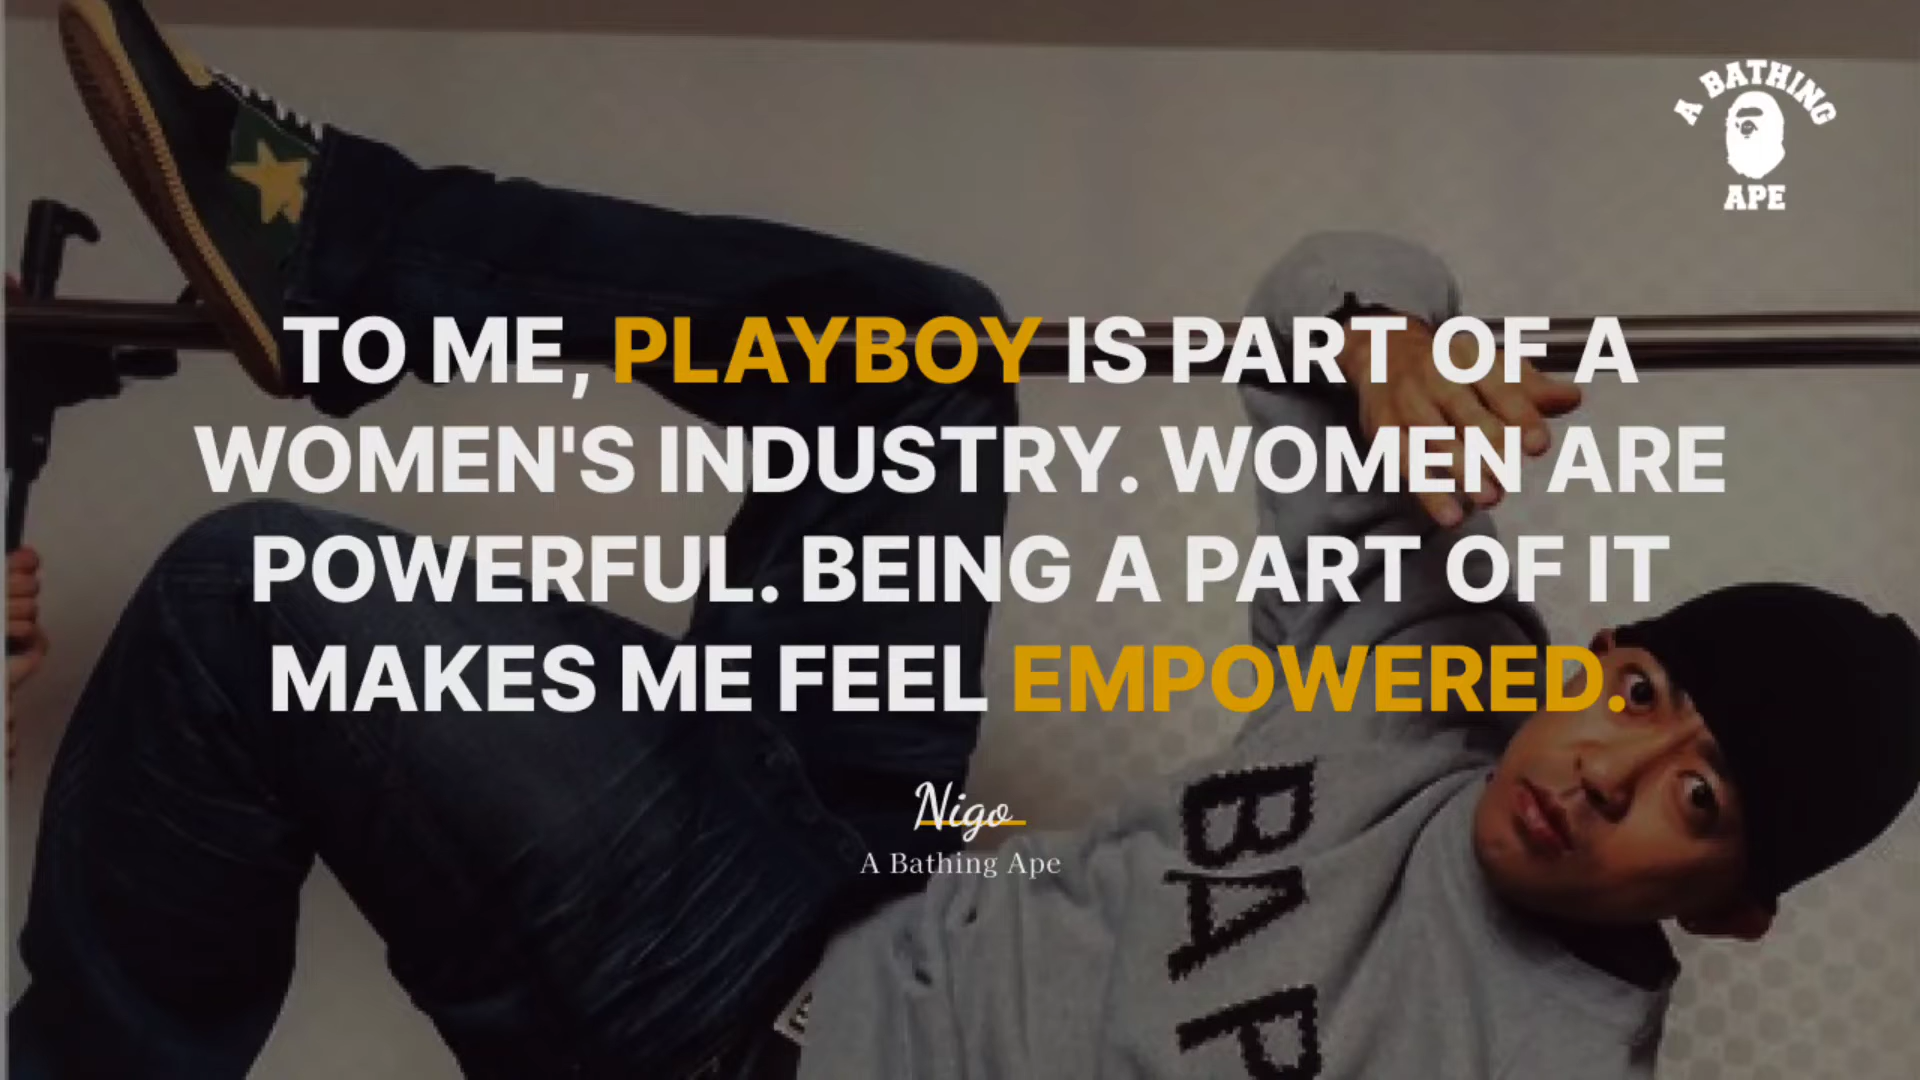 A BATHING
APE
TO ME, PLAYBOY IS PART OF A
WOMEN'S INDUSTRY. WOMEN ARE
POWERFUL. BEING A PART OF IT
MAKES ME FEEL EMPOWERED.
Nigo
A Bathing Ape
BAP